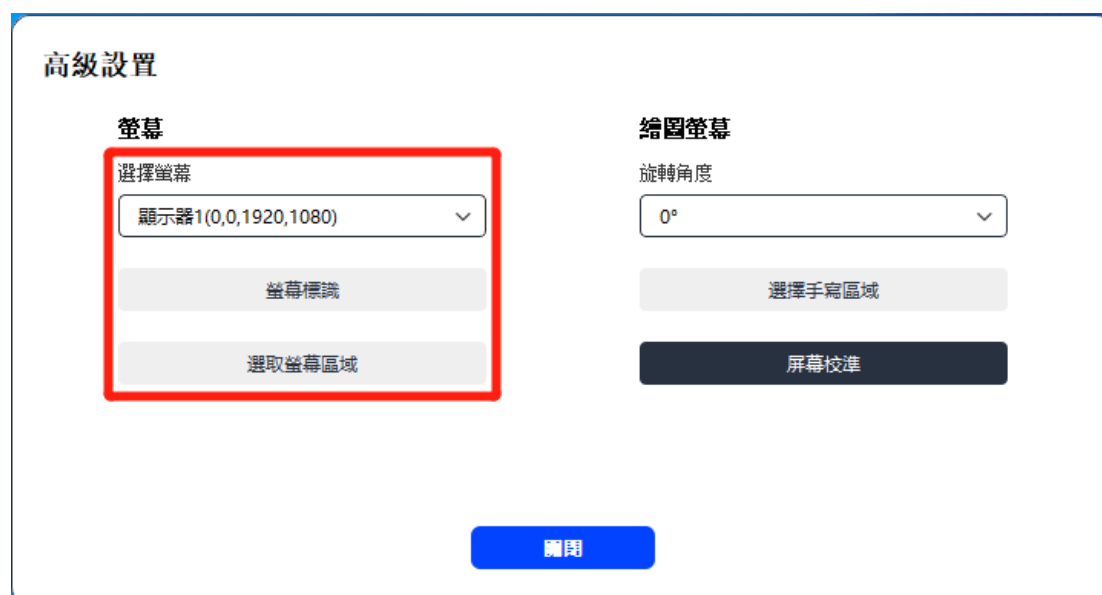 高級設置
螢幕
選擇螢幕
顯示器1(0,0,1920,1080)
螢幕標識
選取螢幕區域
繪圖螢幕
旋轉角度
0°
選擇手寫區域
屏幕校準
關閉